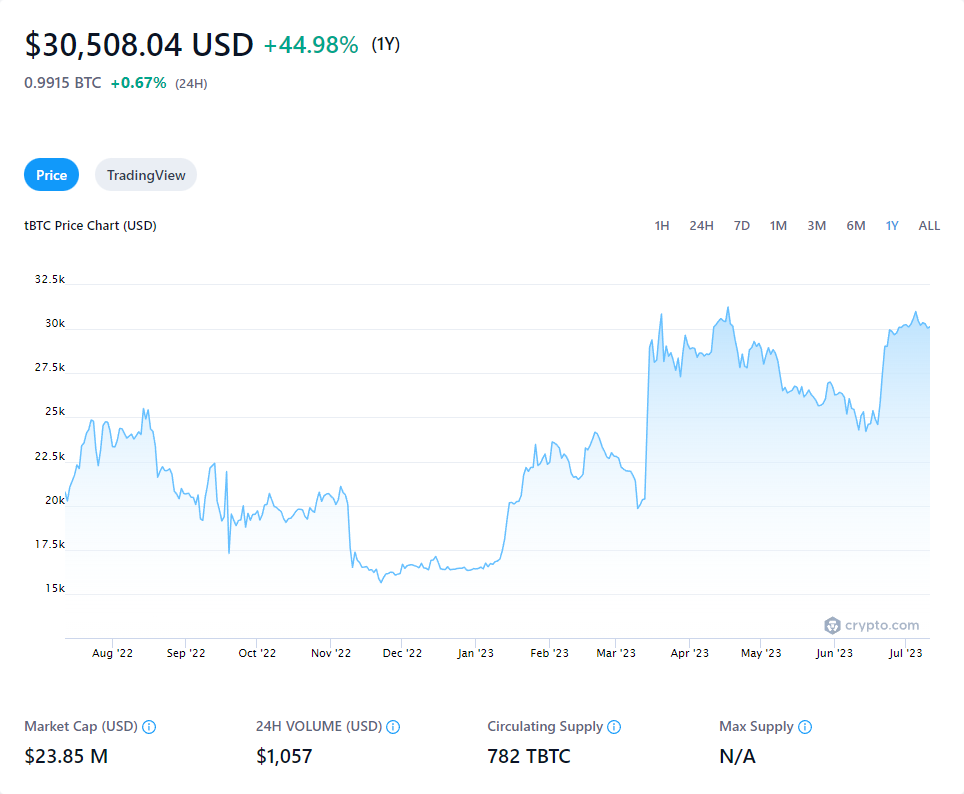 $30,508.04 USD +44.98% (1Y)
0.9915 BTC +0.67% (24H)
Price TradingView
tBTC Price Chart (USD) 1H 24H 7D 1M 3M 6M 1Y ALL
32.5k
30k
27.5k
25k
22.5k
20k
17.5k
15k
crypto.com
Aug '22 Sep '22 Oct '22 Nov '22 Dec '22 Jan '23 Feb '23 Mar '23 Apr '23 May '23 Jun '23 Jul '23
Market Cap (USD) 24H VOLUME (USD) Circulating Supply Max Supply
$23.85 M $1,057 782 TBTC N/A